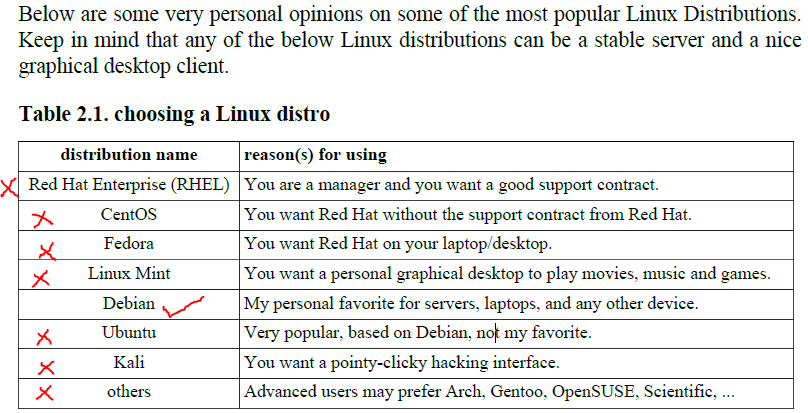 Below are some very personal opinions on some of the most popular Linux Distributions.
Keep in mind that any of the below Linux distributions can be a stable server and a nice
graphical desktop client.
Table 2.1. choosing a Linux distro
distribution name reason(s) for using
Red Hat Enterprise (RHEL) You are a manager and you want a good support contract.
CentOS You want Red Hat without the support contract from Red Hat.
Fedora You want Red Hat on your laptop/desktop.
Linux Mint You want a personal graphical desktop to play movies, music and games.
Debian My personal favorite for servers, laptops, and any other device.
Ubuntu Very popular, based on Debian, not my favorite.
Kali You want a pointy-clicky hacking interface.
others Advanced users may prefer Arch, Gentoo, OpenSUSE, Scientific, ...